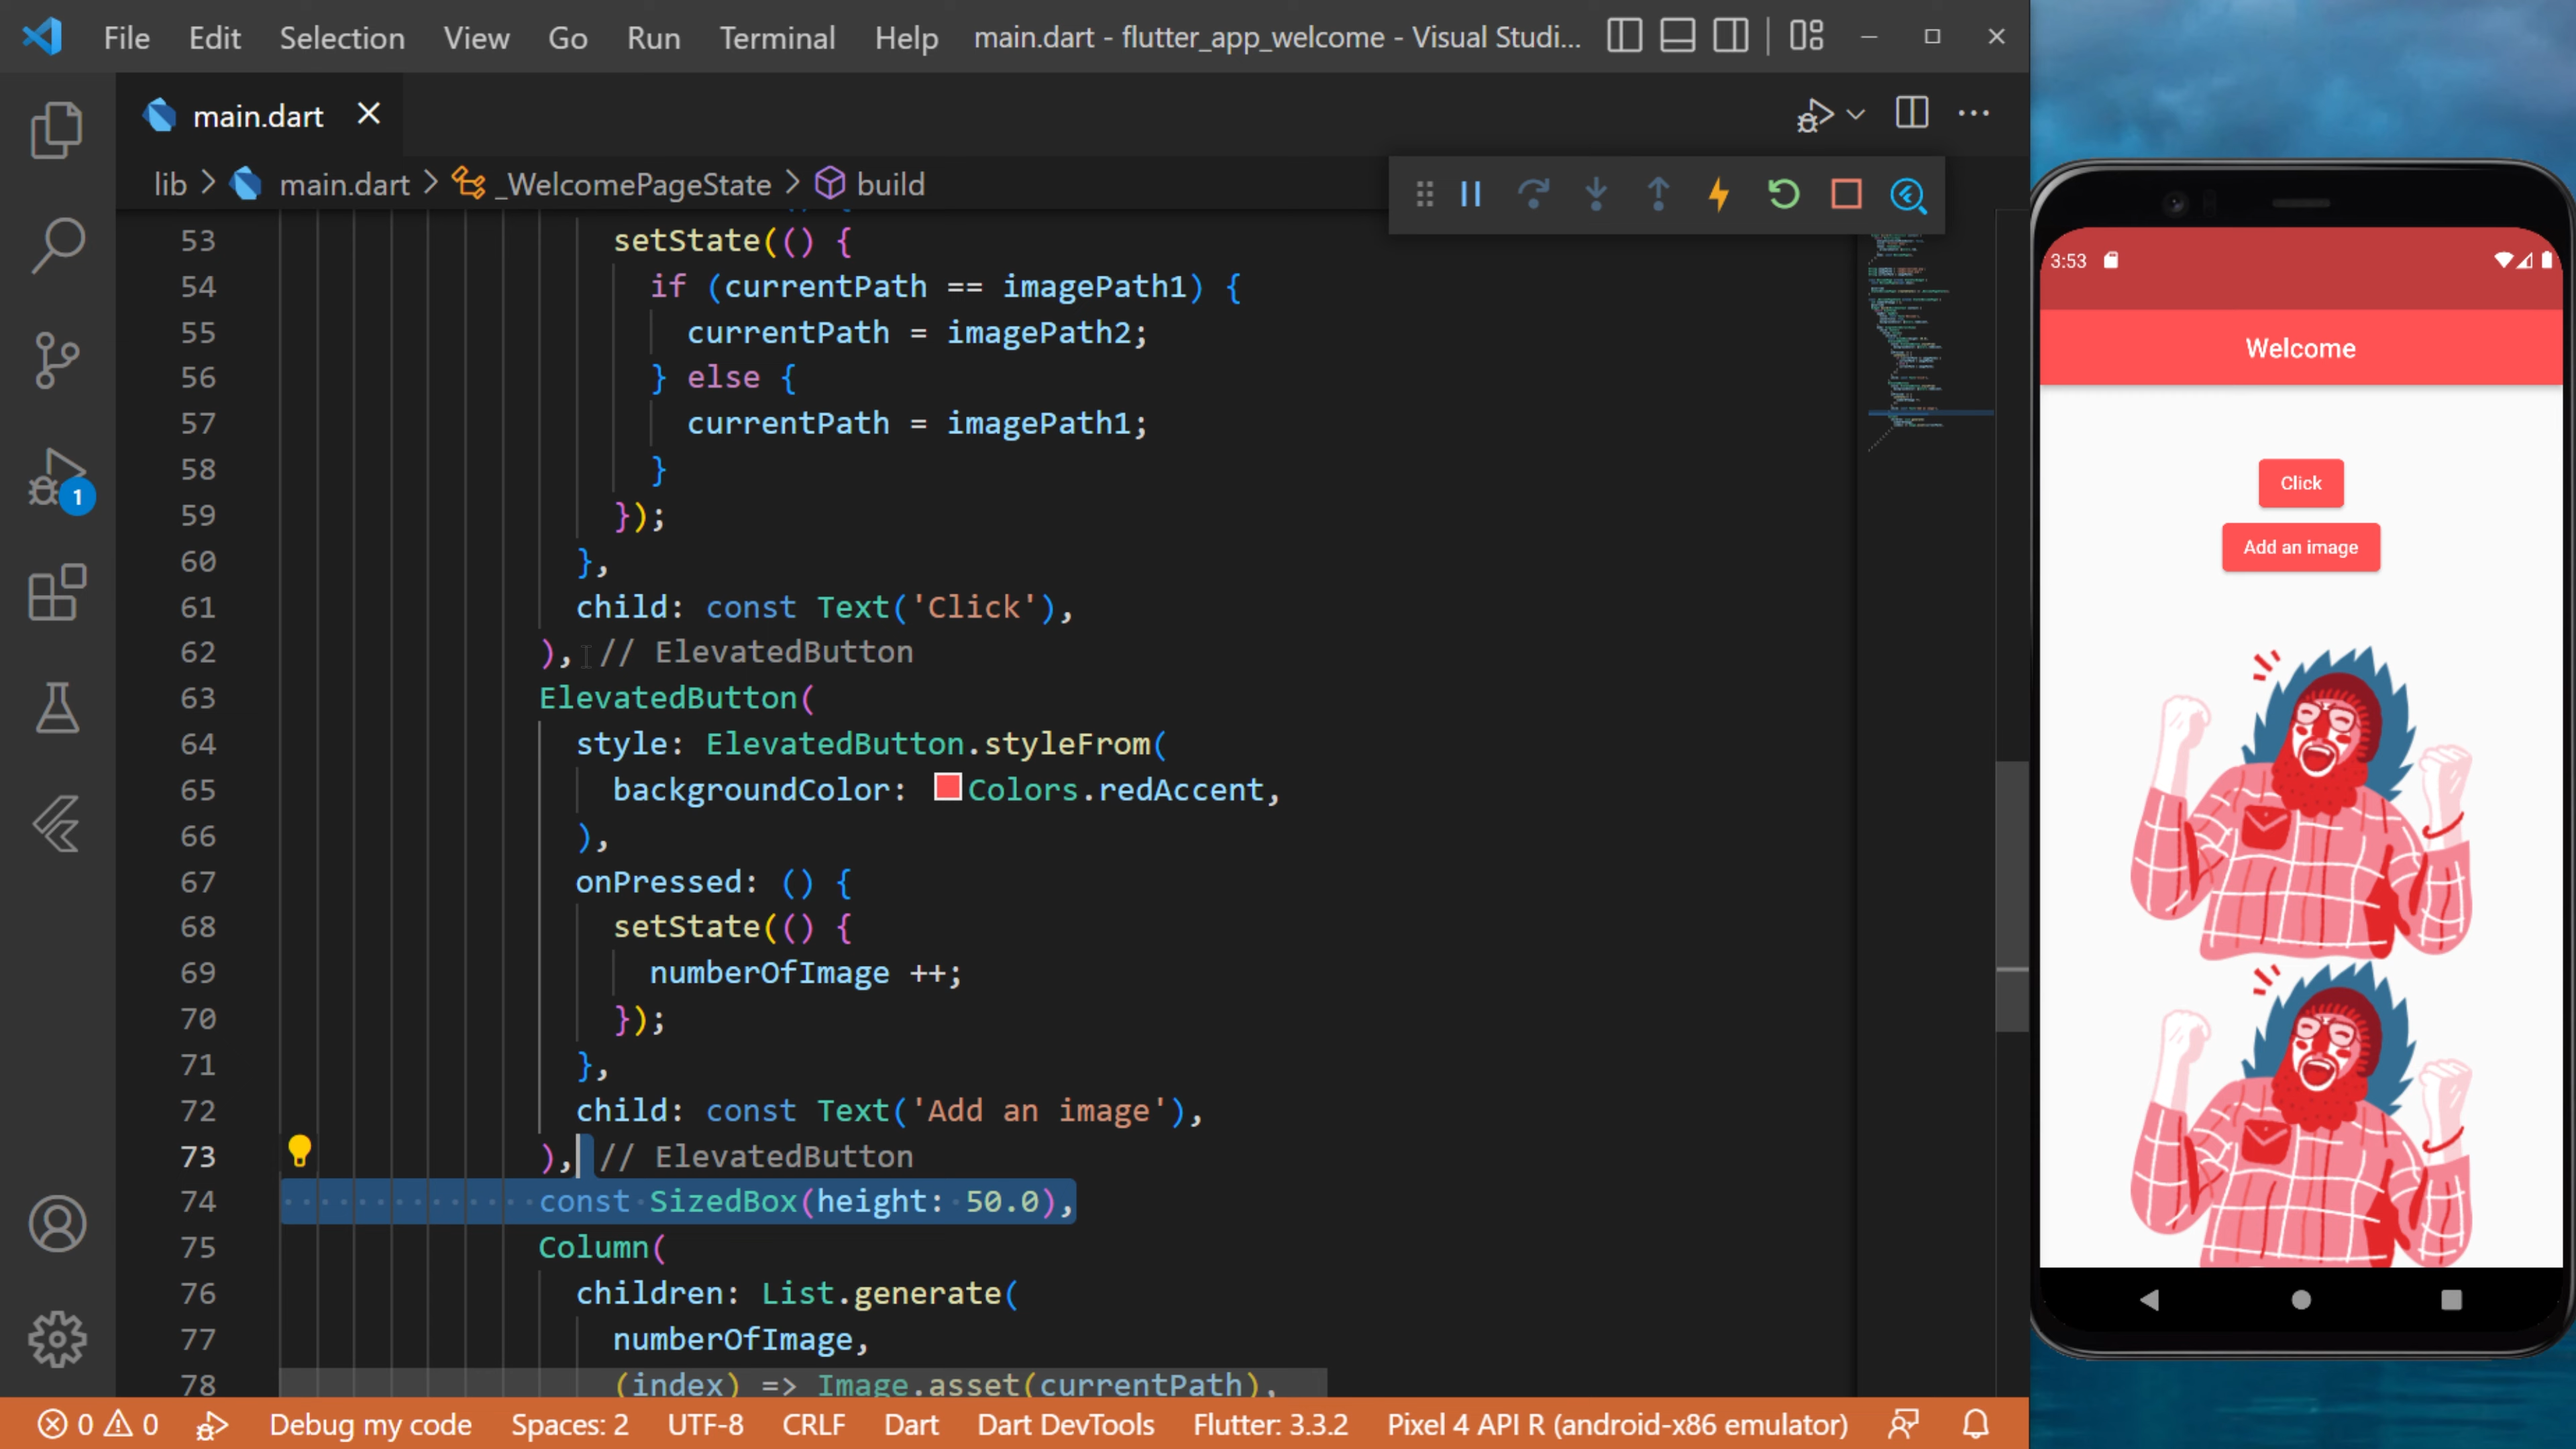 File Edit Selection View Go Run Terminal Help main.dart - flutter_app_welcome - Visual Studi...
main.dart
lib > main.dart > _WelcomePageState > build
53 setState(() {
54 if (currentPath == imagePath1) {
55 currentPath = imagePath2;
56 } else {
57 currentPath = imagePath1;
58 }
59 });
60 },
61 child: const Text('Click'),
62 ), // ElevatedButton
63 ElevatedButton(
64 style: ElevatedButton.styleFrom(
65 backgroundColor: Colors.redAccent,
66 ),
67 onPressed: () {
68 setState(() {
69 numberOfImage ++;
70 });
71 },
72 child: const Text('Add an image'),
73 ), // ElevatedButton
74 const SizedBox(height: 50.0),
75 Column(
76 children: List.generate(
77 numberOfImage,
78 (index) => Image.asset(currentPath),
1
0 0 Debug my code Spaces: 2 UTF-8 CRLF Dart Dart DevTools Flutter: 3.3.2 Pixel 4 API R (android-x86 emulator)
3:53
Welcome
Click
Add an image